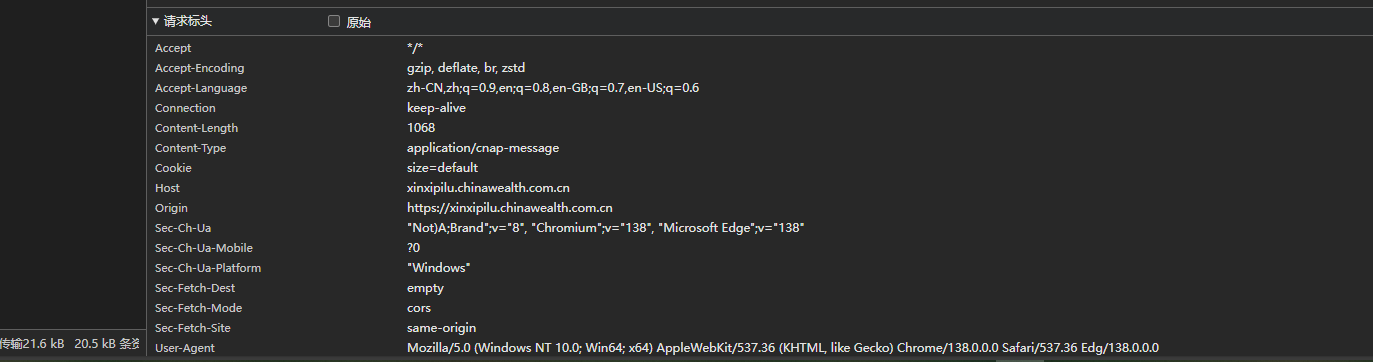 ▼ 请求标头 原始
Accept */*
Accept-Encoding gzip, deflate, br, zstd
Accept-Language zh-CN,zh;q=0.9,en;q=0.8,en-GB;q=0.7,en-US;q=0.6
Connection keep-alive
Content-Length 1068
Content-Type application/cnap-message
Cookie size=default
Host xinxipilu.chinawealth.com.cn
Origin https://xinxipilu.chinawealth.com.cn
Sec-Ch-Ua "Not)A;Brand";v="8", "Chromium";v="138", "Microsoft Edge";v="138"
Sec-Ch-Ua-Mobile ?0
Sec-Ch-Ua-Platform "Windows"
Sec-Fetch-Dest empty
Sec-Fetch-Mode cors
Sec-Fetch-Site same-origin
传输21.6 kB 20.5 kB 条
User-Agent Mozilla/5.0 (Windows NT 10.0; Win64; x64) AppleWebKit/537.36 (KHTML, like Gecko) Chrome/138.0.0.0 Safari/537.36 Edg/138.0.0.0